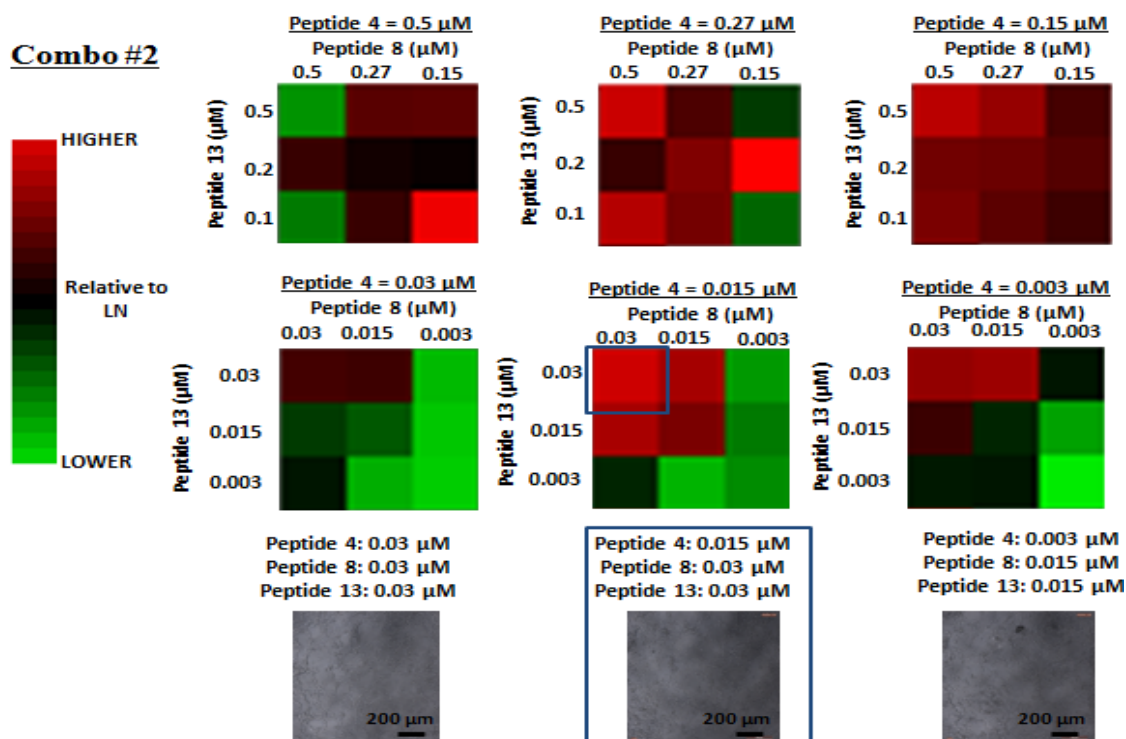 Combo #2
HIGHER
Relative to
LN
LOWER
Peptide 4 = 0.5 µM
Peptide 8 (µM)
0.5 0.27 0.15
Peptide 13 (µM)
0.5
0.2
0.1
Peptide 4 = 0.27 µM
Peptide 8 (µM)
0.5 0.27 0.15
Peptide 13 (µM)
0.5
0.2
0.1
Peptide 4 = 0.15 µM
Peptide 8 (µM)
0.5 0.27 0.15
Peptide 13 (µM)
0.5
0.2
0.1
Peptide 4 = 0.03 µM
Peptide 8 (µM)
0.03 0.015 0.003
Peptide 13 (µM)
0.03
0.015
0.003
Peptide 4 = 0.015 µM
Peptide 8 (µM)
0.03 0.015 0.003
Peptide 13 (µM)
0.03
0.015
0.003
Peptide 4 = 0.003 µM
Peptide 8 (µM)
0.03 0.015 0.003
Peptide 13 (µM)
0.03
0.015
0.003
Peptide 4: 0.03 µM
Peptide 8: 0.03 µM
Peptide 13: 0.03 µM
200 µm
Peptide 4: 0.015 µM
Peptide 8: 0.03 µM
Peptide 13: 0.03 µM
200 µm
Peptide 4: 0.003 µM
Peptide 8: 0.015 µM
Peptide 13: 0.015 µM
200 µm